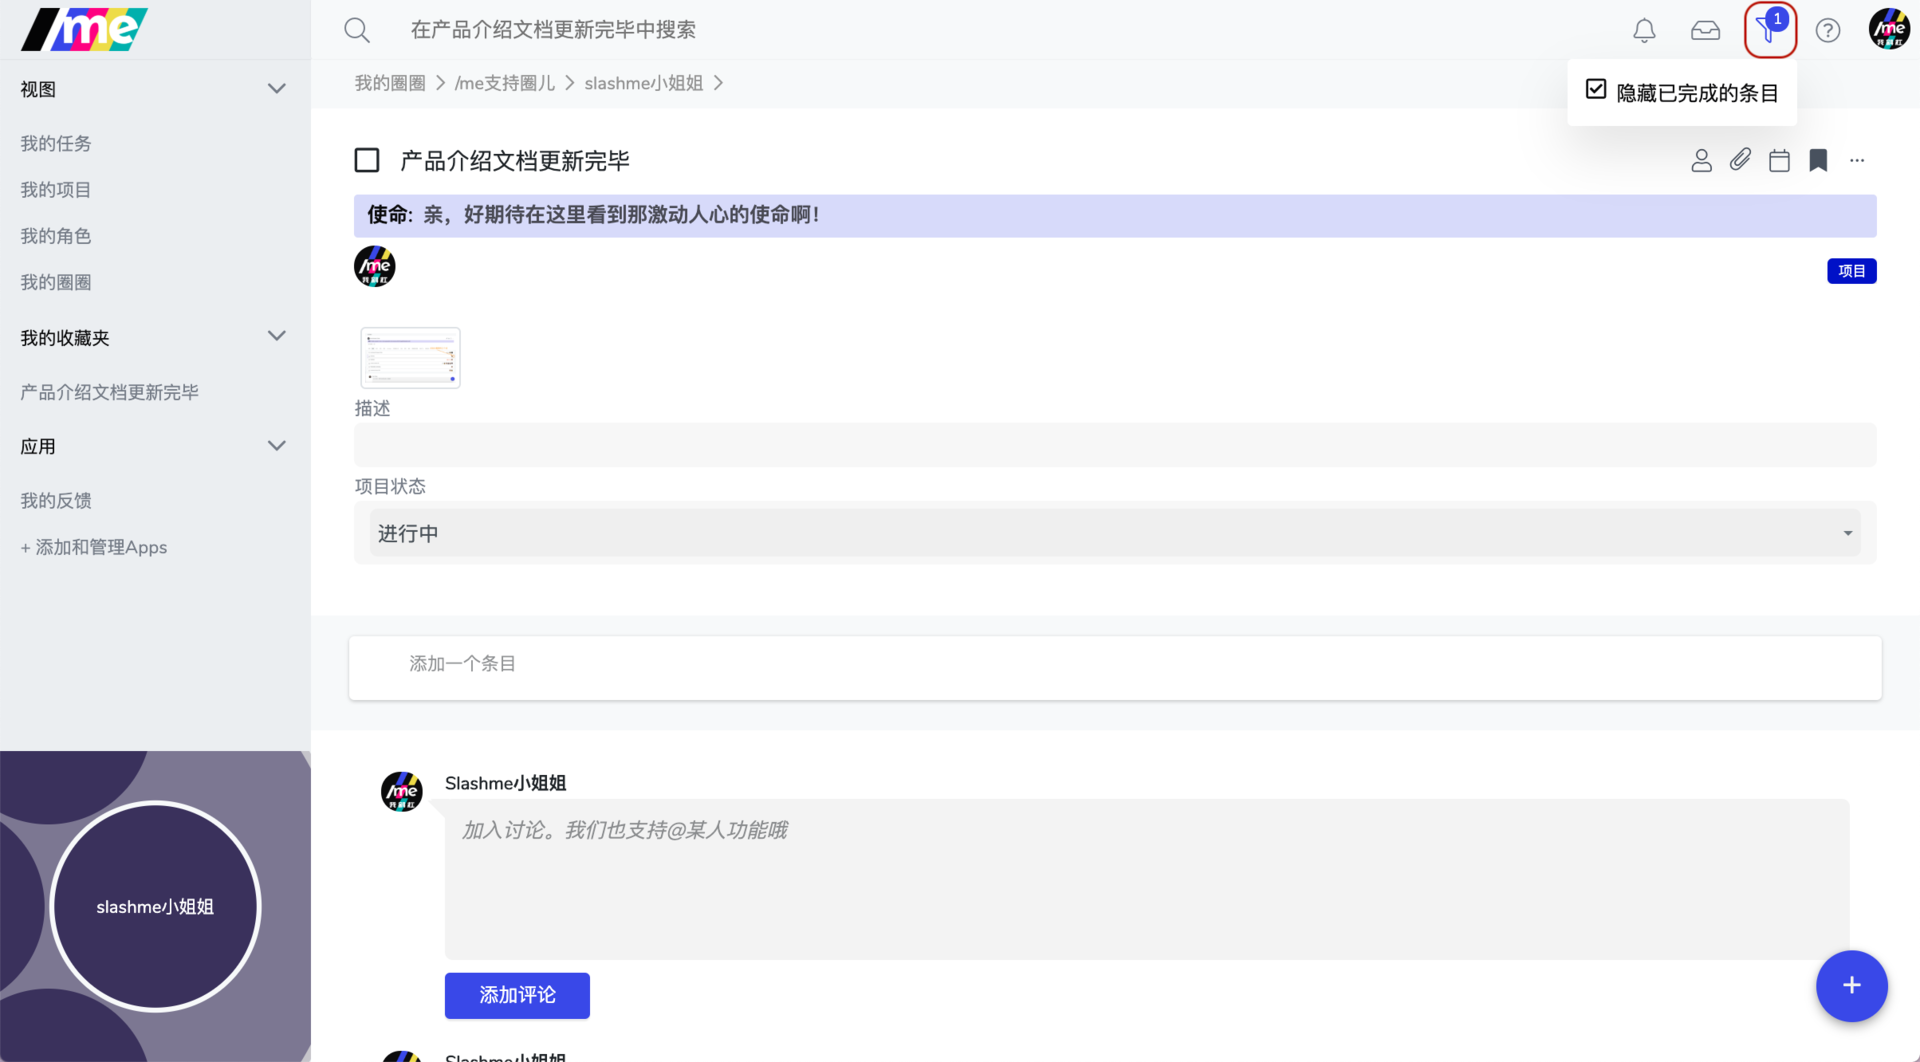 /me
在产品介绍文档更新完毕中搜索
1
?
/me
我圈杠
我的圈圈 > /me支持圈儿 > slashme小姐姐 >
隐藏已完成的条目
视图
我的任务
我的项目
我的角色
我的圈圈
我的收藏夹
产品介绍文档更新完毕
应用
我的反馈
+ 添加和管理Apps
slashme小姐姐
产品介绍文档更新完毕
...
使命: 亲，好期待在这里看到那激动人心的使命啊！
/me
项目
描述
项目状态
进行中
添加一个条目
/me
Slashme小姐姐
加入讨论。我们也支持@某人功能哦
添加评论
+
Slashme小姐姐